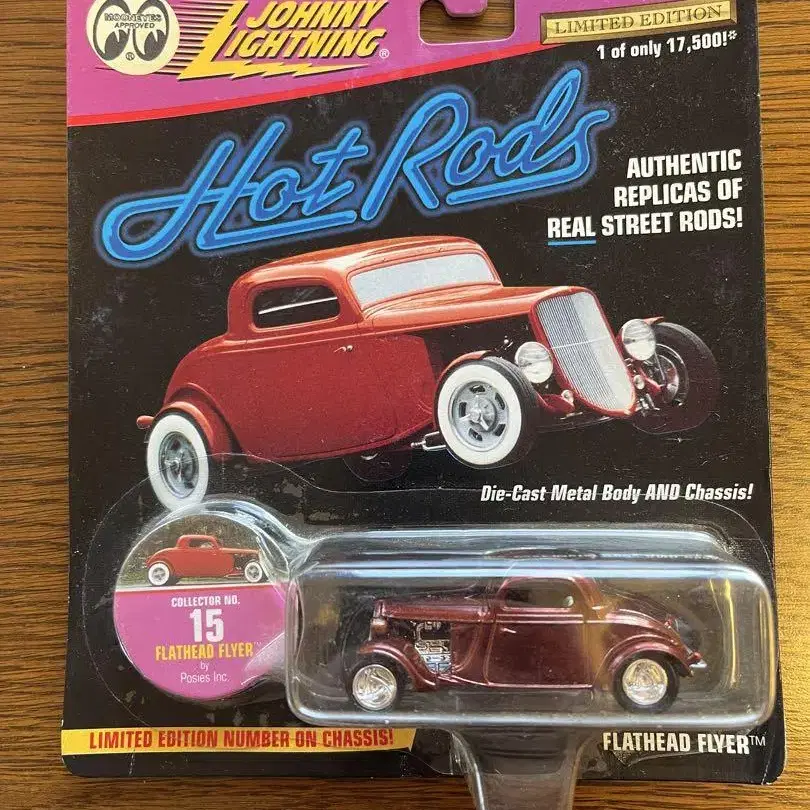 MOONEYES
APPROVED
®
JOHNNY
LIGHTNING®
LIMITED EDITION
1 of only 17,500!*
Hot Rods
AUTHENTIC
REPLICAS OF
REAL STREET RODS!
Die-Cast Metal Body AND Chassis!
COLLECTOR NO.
15
FLATHEAD FLYER™
by
Posies Inc.
LIMITED EDITION NUMBER ON CHASSIS!
FLATHEAD FLYER™